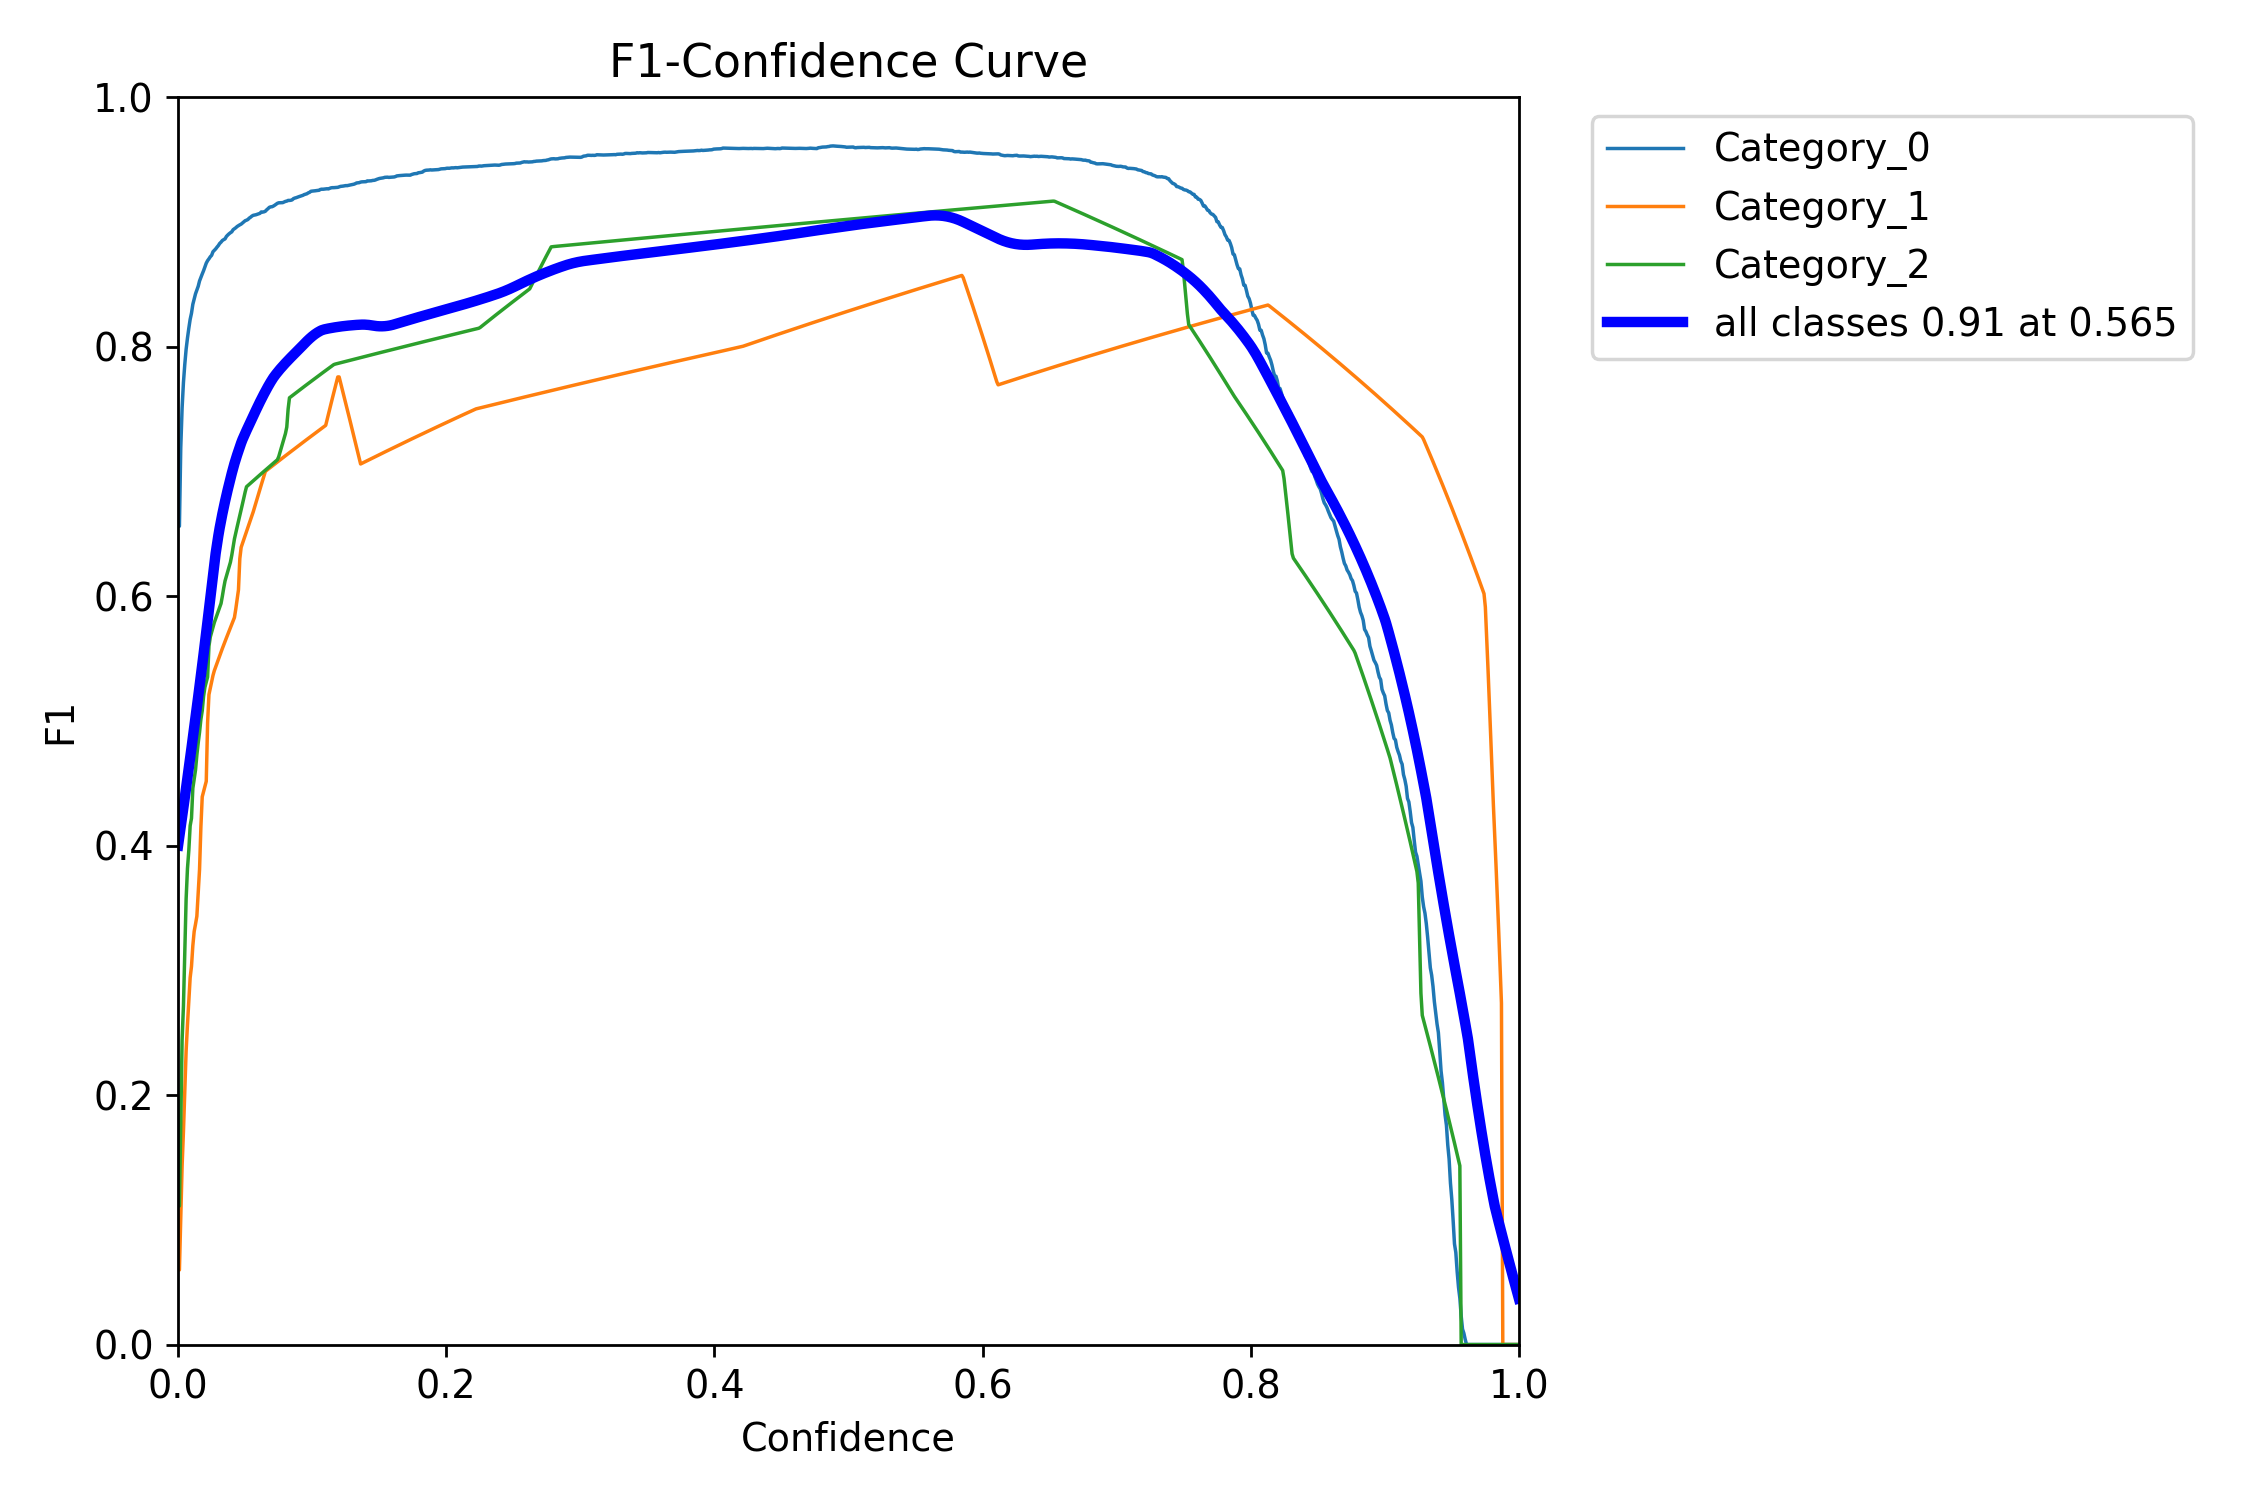 F1-Confidence Curve
1.0
0.8
0.6
0.4
0.2
0.0
F1
0.0 0.2 0.4 0.6 0.8 1.0
Confidence
Category_0
Category_1
Category_2
all classes 0.91 at 0.565